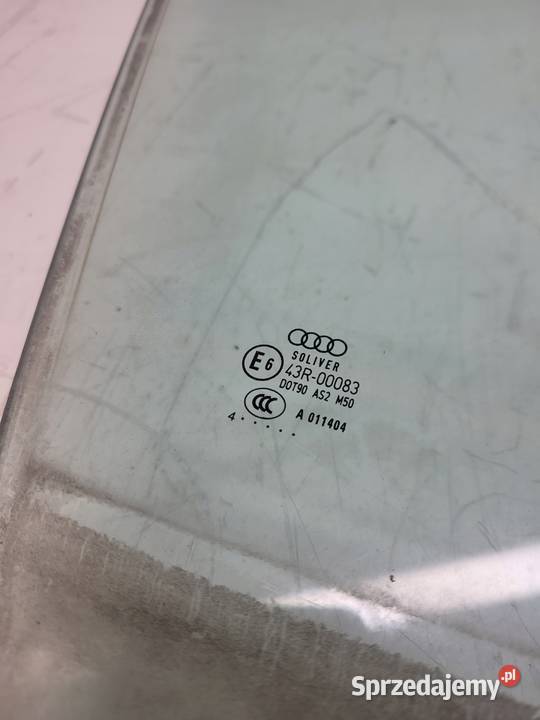 SOLIVER
E6 43R-00083
DOT90 AS2 M50
CCC A 011404
4 . . . . .
Sprzedajemy.pl